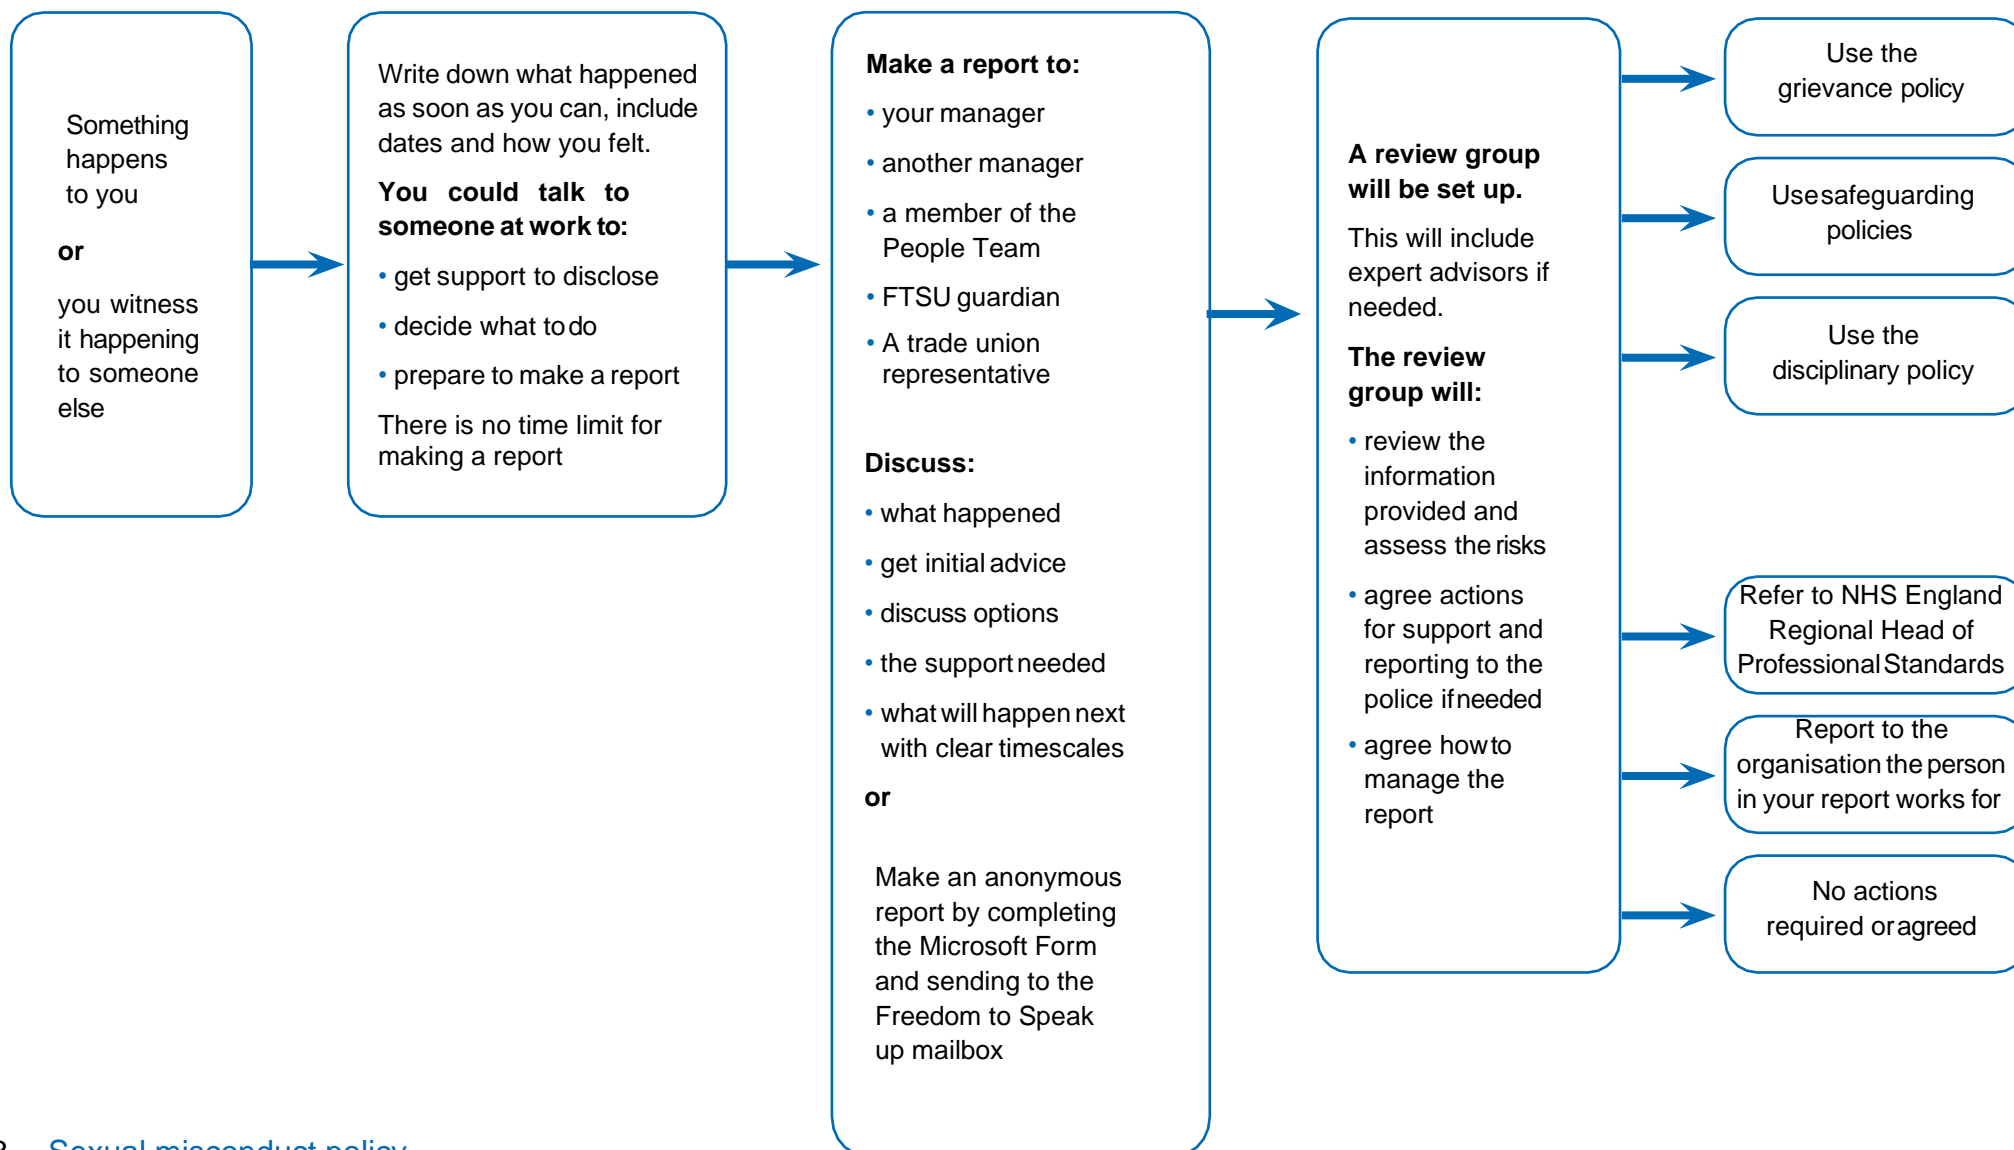 Something
happens
to you
or
you witness
it happening
to someone
else
Write down what happened
as soon as you can, include
dates and how you felt.
You could talk to
someone at work to:
• get support to disclose
• decide what to do
• prepare to make a report
There is no time limit for
making a report
Make a report to:
• your manager
• another manager
• a member of the
People Team
• FTSU guardian
• A trade union
representative
Discuss:
• what happened
• get initial advice
• discuss options
• the support needed
• what will happen next
with clear timescales
or
Make an anonymous
report by completing
the Microsoft Form
and sending to the
Freedom to Speak
up mailbox
A review group
will be set up.
This will include
expert advisors if
needed.
The review
group will:
• review the
information
provided and
assess the risks
• agree actions
for support and
reporting to the
police if needed
• agree how to
manage the
report
Use the
grievance policy
Use safeguarding
policies
Use the
disciplinary policy
Refer to NHS England
Regional Head of
Professional Standards
Report to the
organisation the person
in your report works for
No actions
required or agreed
Sexual misconduct policy